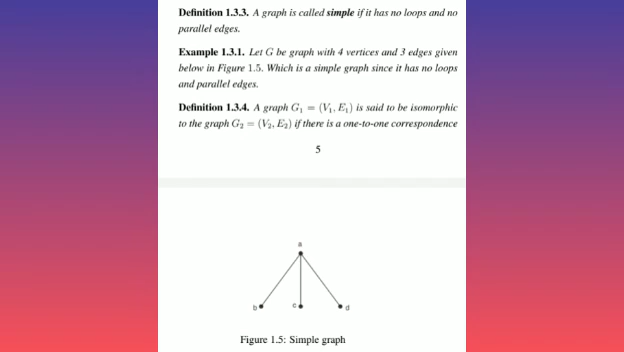 Definition 1.3.3. A graph is called simple if it has no loops and no
parallel edges.
Example 1.3.1. Let G be graph with 4 vertices and 3 edges given
below in Figure 1.5. Which is a simple graph since it has no loops
and parallel edges.
Definition 1.3.4. A graph G₁ = (V₁, E₁) is said to be isomorphic
to the graph G₂ = (V₂, E₂) if there is a one-to-one correspondence
5
a
b
c
d
Figure 1.5: Simple graph